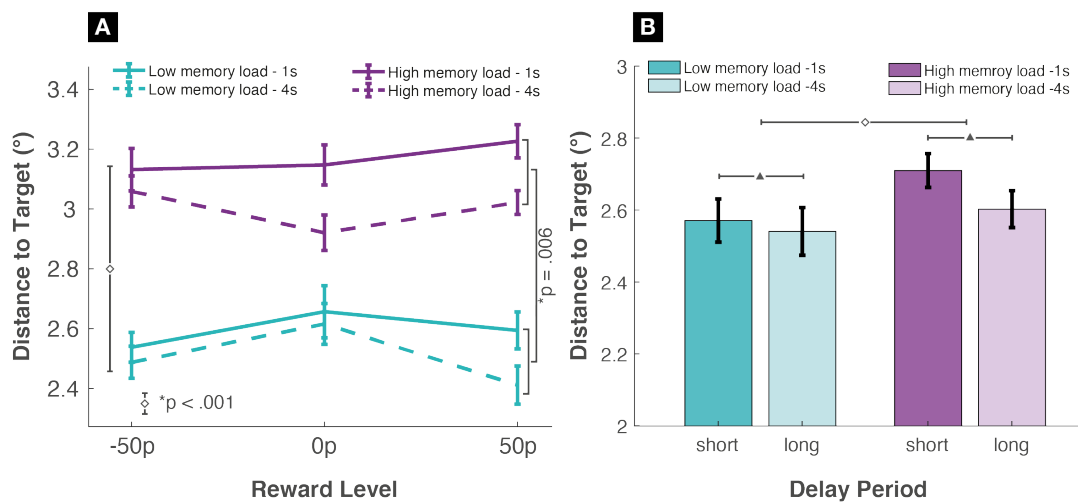 A
Low memory load - 1s
Low memory load - 4s
High memory load - 1s
High memory load - 4s
Distance to Target (°)
3.4
3.2
3
2.8
2.6
2.4
*p = .006
*p < .001
-50p
0p
50p
Reward Level
B
Low memory load -1s
Low memory load -4s
High memroy load -1s
High memory load -4s
Distance to Target (°)
3
2.8
2.6
2.4
2.2
2
short
long
short
long
Delay Period